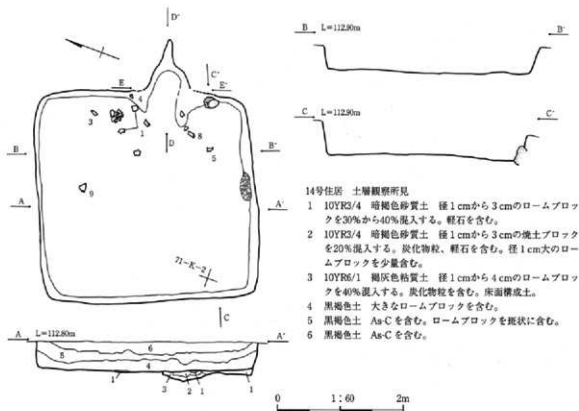 D'
B L=112.90m B'
C'
E E'
4
3
1
8
D
5
C L=112.90m C'
B B'
9
A A'
71-K-2
C
A L=112.80m A'
6
5
4
3 2 1 1
14号住居 土層観察所見
1 10YR3/4 暗褐色砂質土 径1cmから3cmのロームブロック
を30%から40%混入する。軽石を含む。
2 10YR3/4 暗褐色砂質土 径1cmから3cmの焼土ブロック
を20%混入する。炭化物粒、軽石を含む。径1cm大のロー
ムブロックを少量含む。
3 10YR6/1 褐灰色粘質土 径1cmから4cmのロームブロッ
クを40%混入する。炭化物粒を含む。床面構成土。
4 黒褐色土 大きなロームブロックを含む。
5 黒褐色土 As-Cを含む。ロームブロックを斑状に含む。
6 黒褐色土 As-Cを含む。
0 1:60 2m